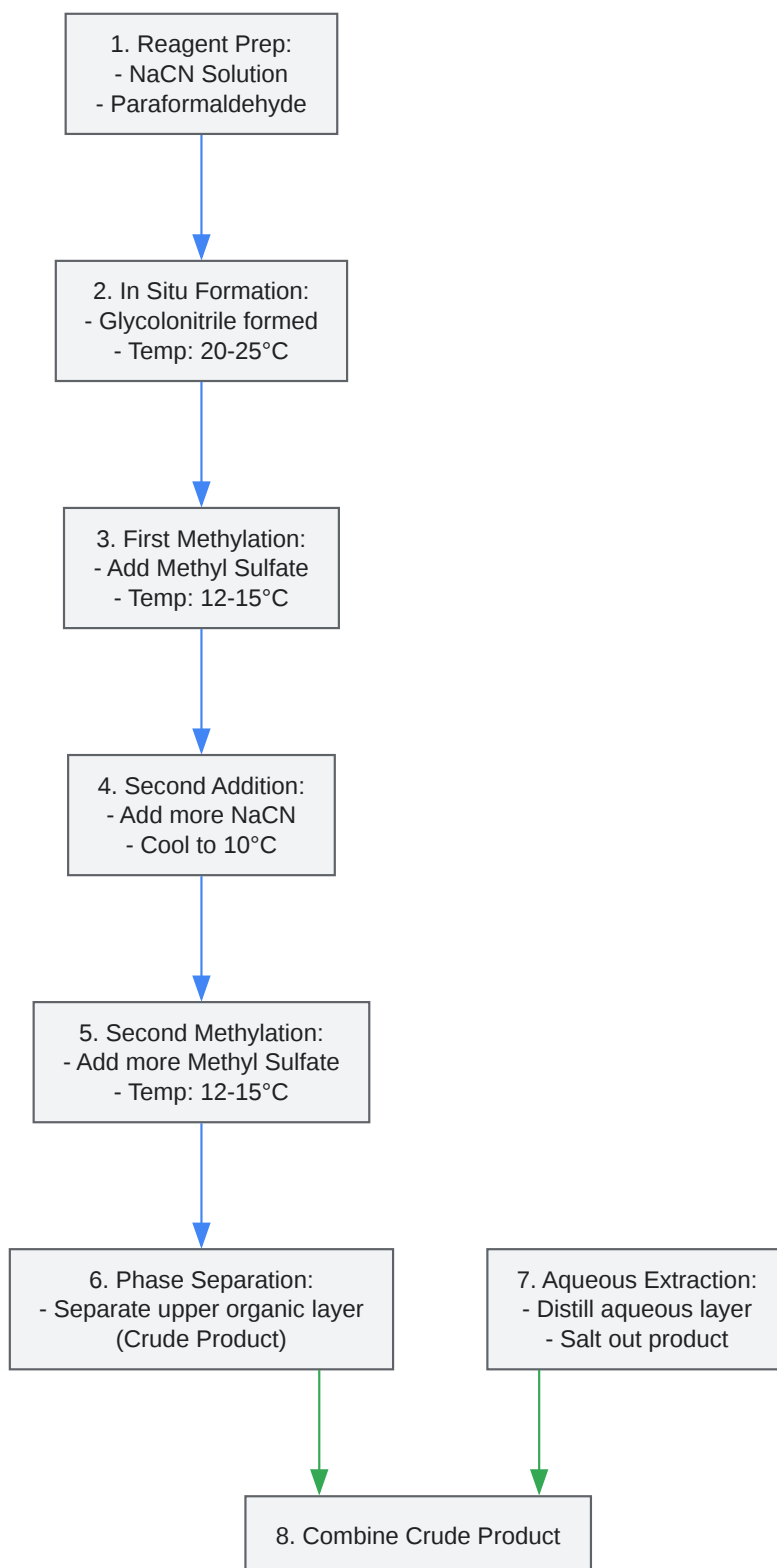 1. Reagent Prep:
- NaCN Solution
- Paraformaldehyde
2. In Situ Formation:
- Glycolonitrile formed
- Temp: 20-25°C
3. First Methylation:
- Add Methyl Sulfate
- Temp: 12-15°C
4. Second Addition:
- Add more NaCN
- Cool to 10°C
5. Second Methylation:
- Add more Methyl Sulfate
- Temp: 12-15°C
6. Phase Separation:
- Separate upper organic layer
(Crude Product)
7. Aqueous Extraction:
- Distill aqueous layer
- Salt out product
8. Combine Crude Product